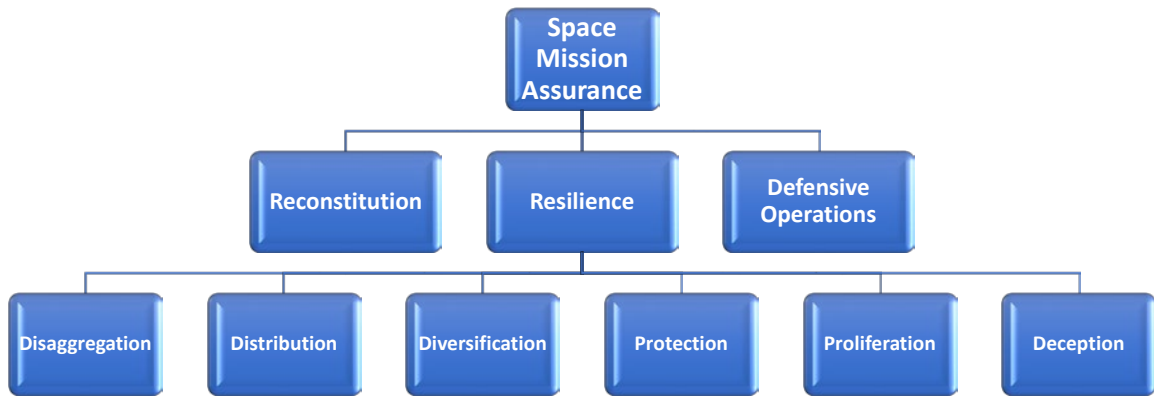 Space
Mission
Assurance
Reconstitution
Resilience
Defensive
Operations
Disaggregation
Distribution
Diversification
Protection
Proliferation
Deception